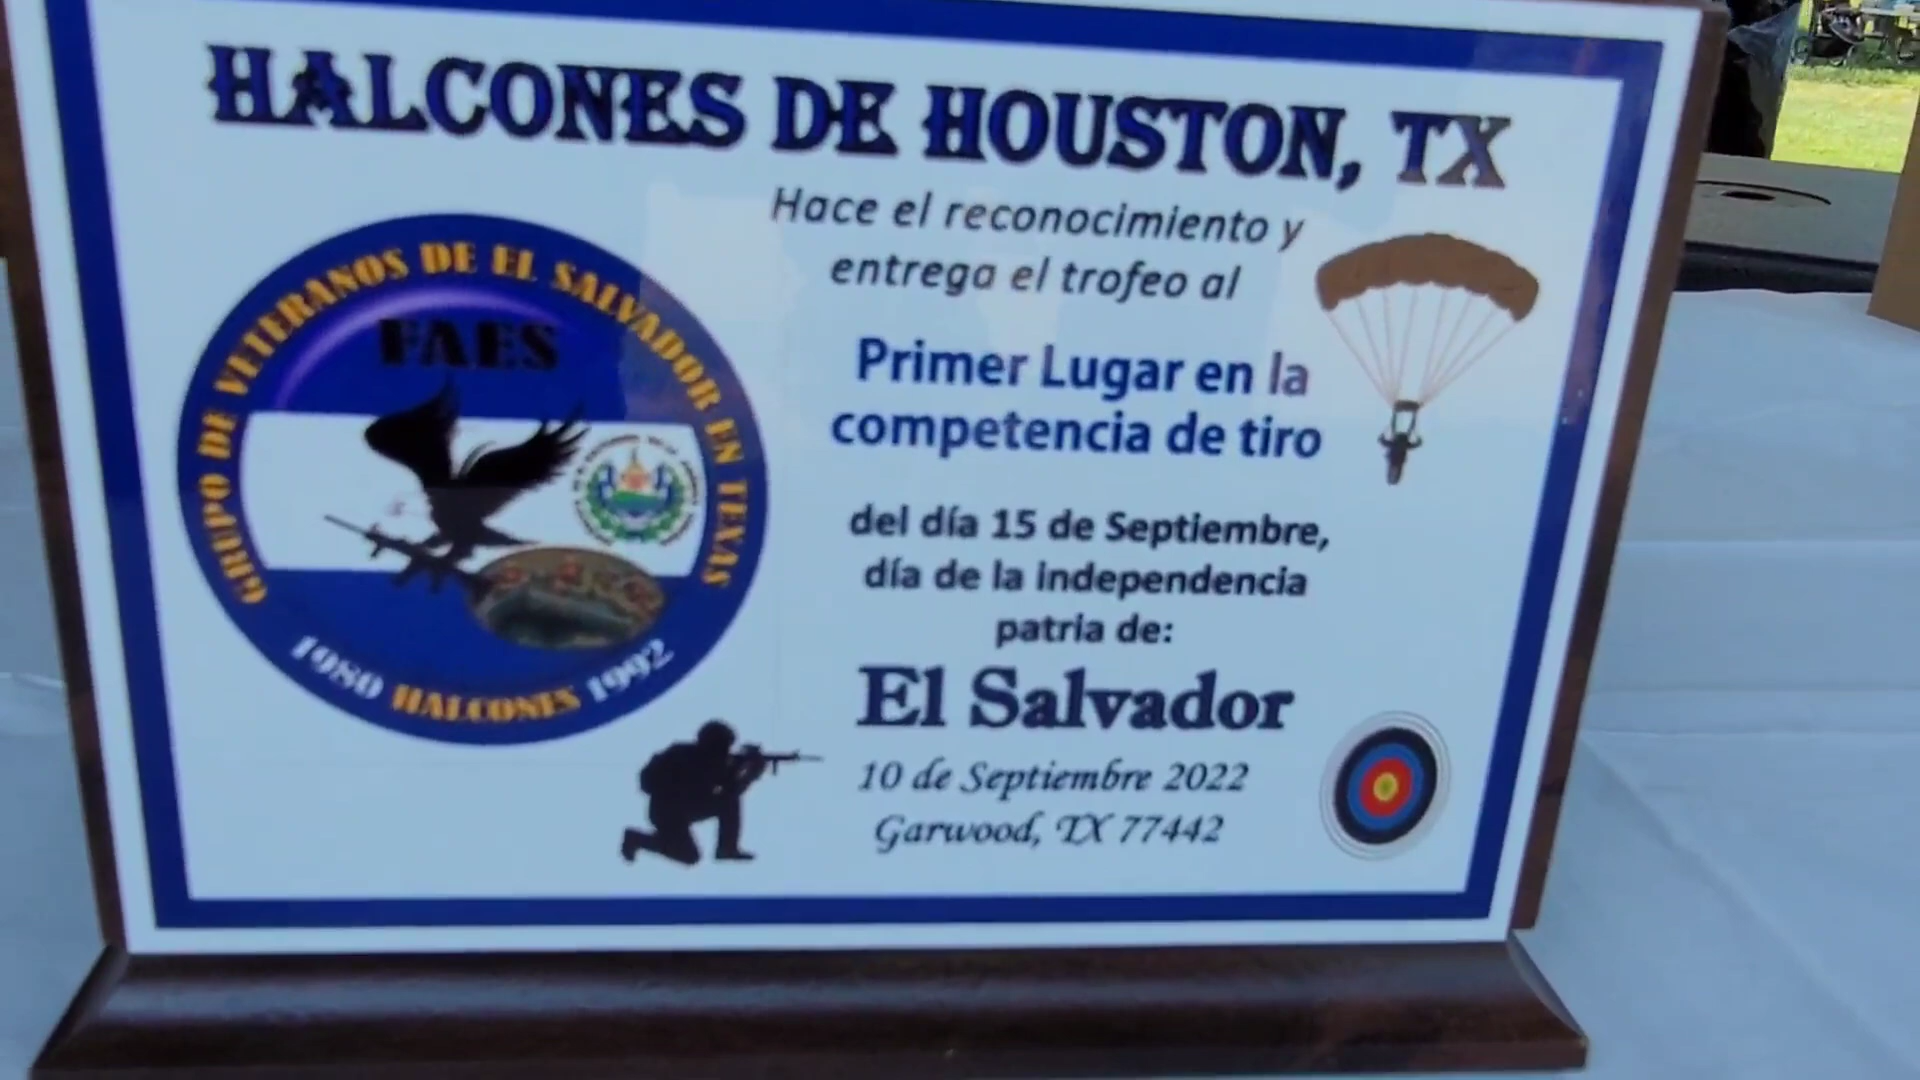 HALCONES DE HOUSTON, TX
Hace el reconocimiento y
entrega el trofeo al
Primer Lugar en la
competencia de tiro
del día 15 de Septiembre,
día de la independencia
patria de:
El Salvador
10 de Septiembre 2022
Garwood, TX 77442
GRUPO DE VETERANOS DE EL SALVADOR EN TEXAS
FAES
1980 HALCONES 1992